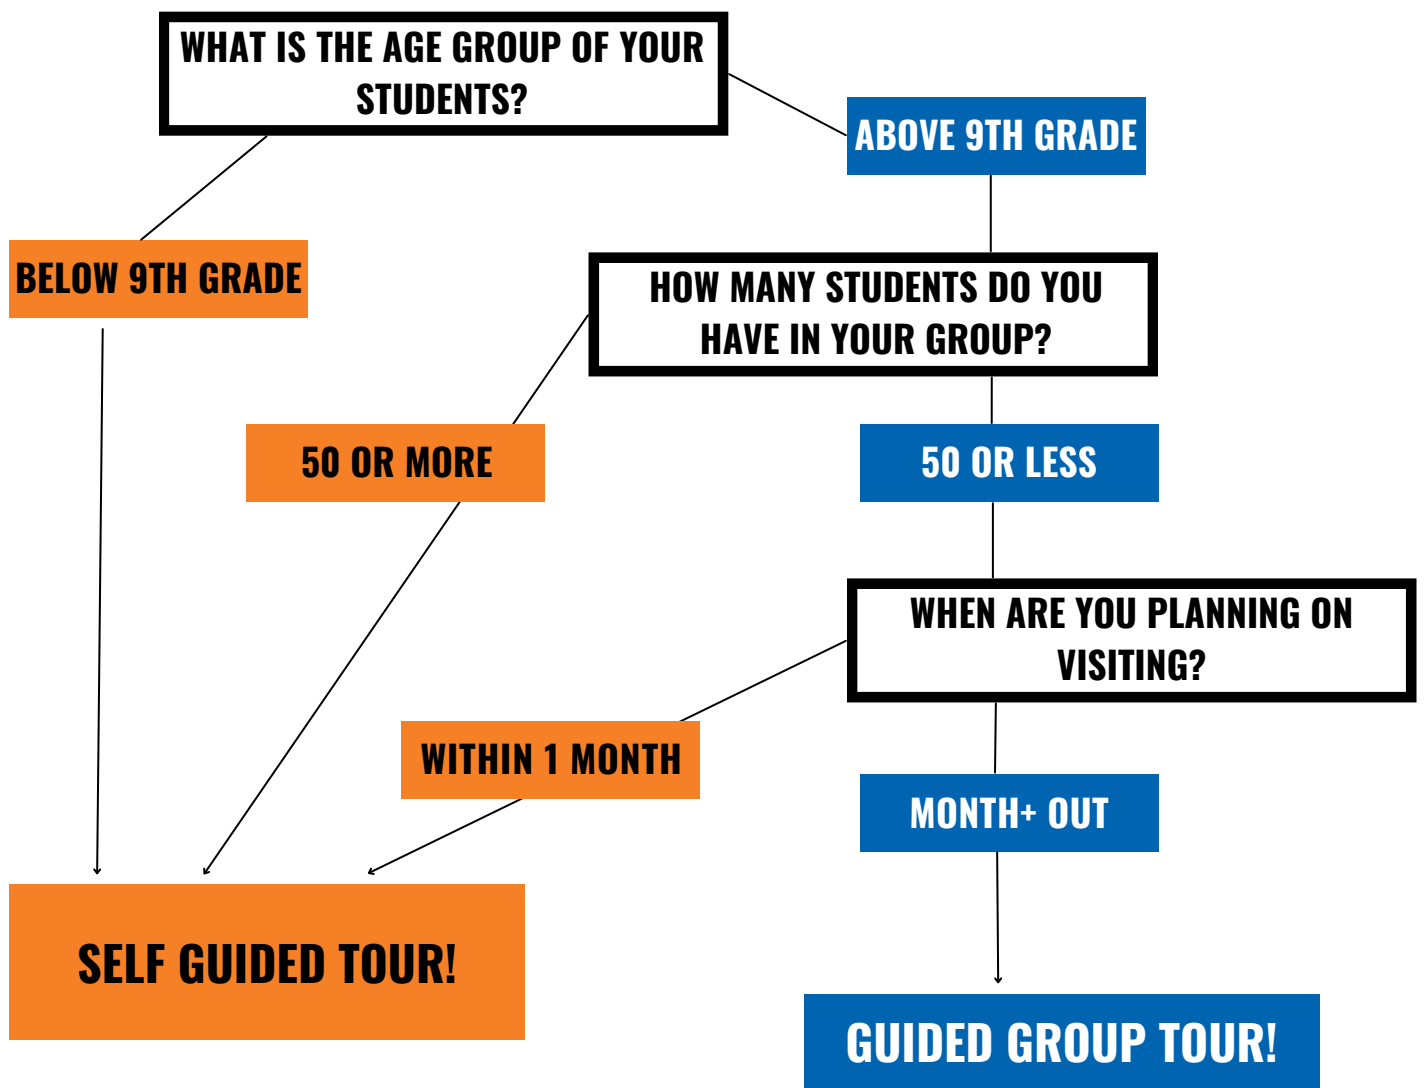 WHAT IS THE AGE GROUP OF YOUR
STUDENTS?
ABOVE 9TH GRADE
BELOW 9TH GRADE
HOW MANY STUDENTS DO YOU
HAVE IN YOUR GROUP?
50 OR MORE
50 OR LESS
WHEN ARE YOU PLANNING ON
VISITING?
WITHIN 1 MONTH
MONTH+ OUT
SELF GUIDED TOUR!
GUIDED GROUP TOUR!